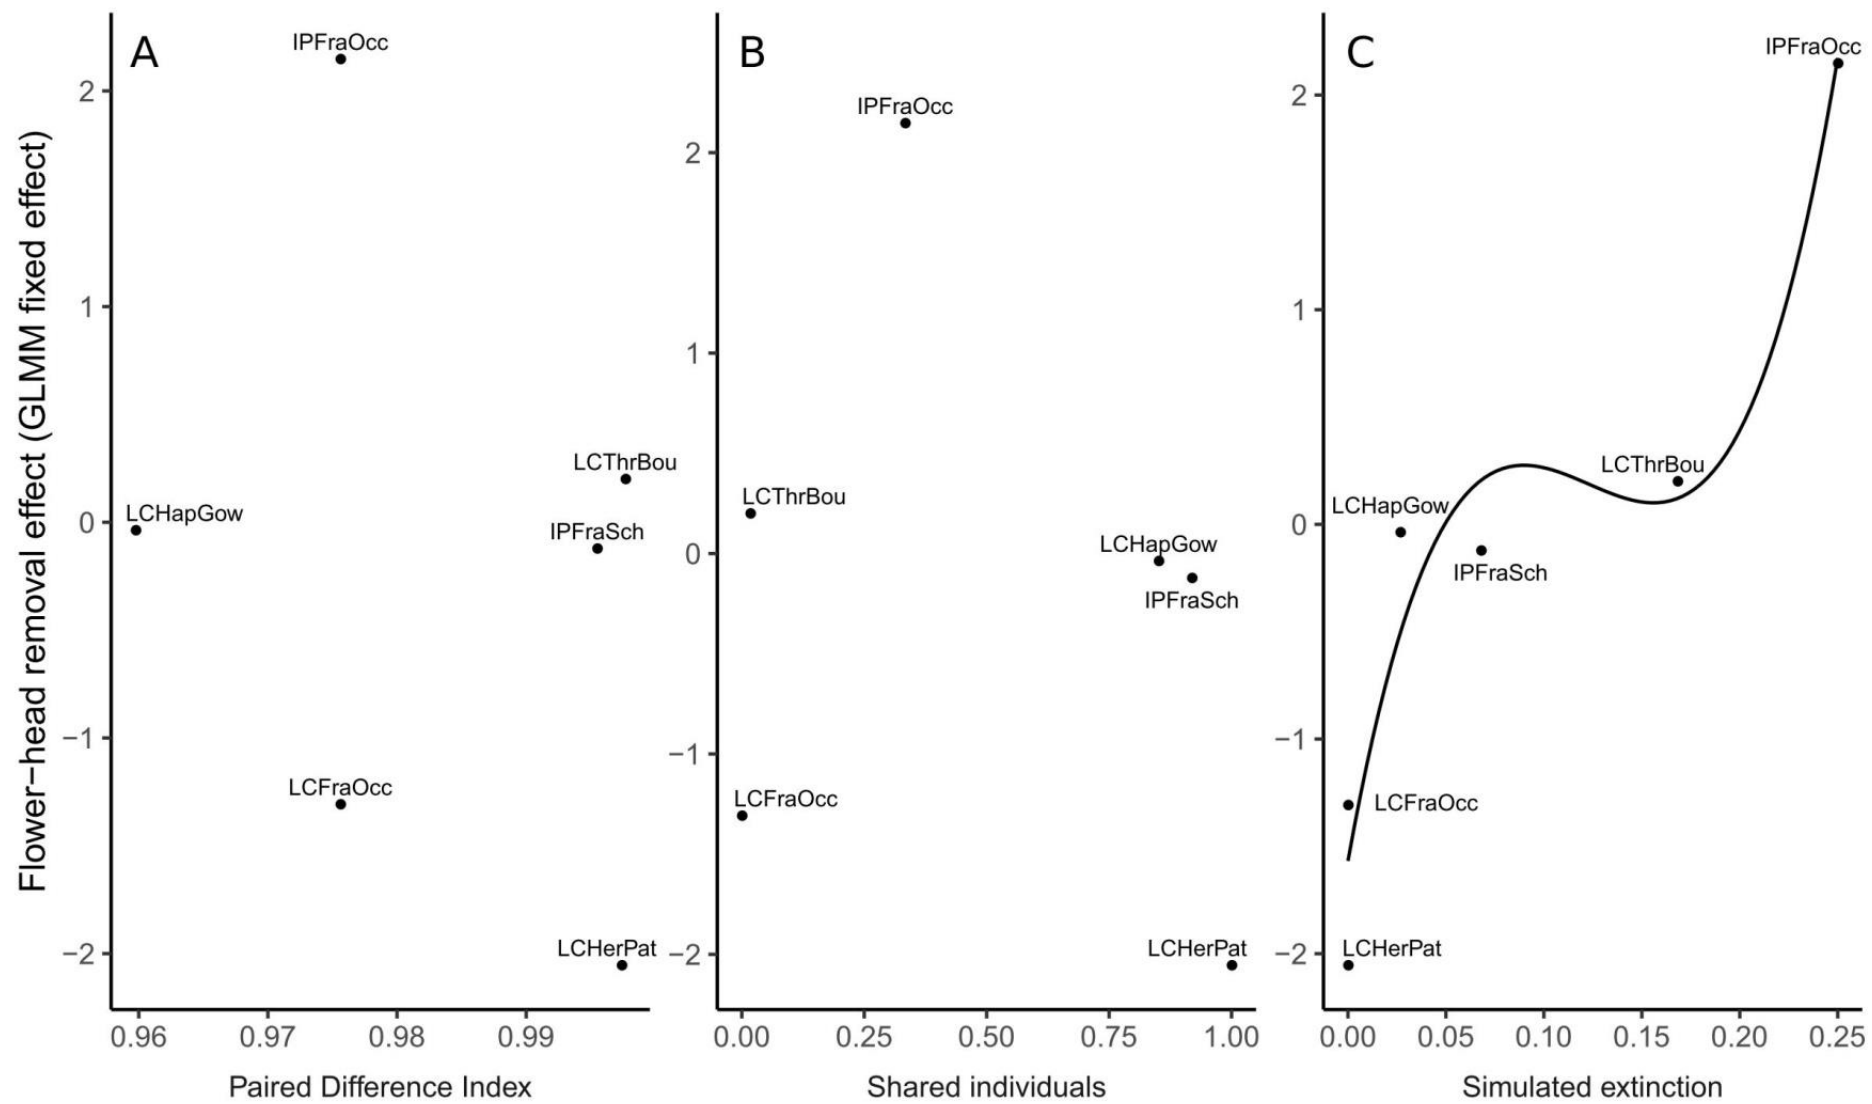 Flower−head removal effect (GLMM fixed effect)
A
2
1
0
−1
−2
IPFraOcc
LCThrBou
LCHapGow
IPFraSch
LCFraOcc
LCHerPat
0.96 0.97 0.98 0.99
Paired Difference Index
B
2
1
0
−1
−2
IPFraOcc
LCThrBou
LCHapGow
IPFraSch
LCFraOcc
LCHerPat
0.00 0.25 0.50 0.75 1.00
Shared individuals
C
2
1
0
−1
−2
IPFraOcc
LCThrBou
LCHapGow
IPFraSch
LCFraOcc
LCHerPat
0.00 0.05 0.10 0.15 0.20 0.25
Simulated extinction